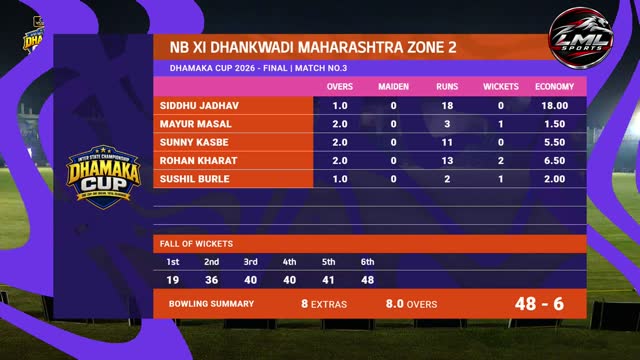 NB XI DHANKWADI MAHARASHTRA ZONE 2
DHAMAKA CUP 2026 - FINAL | MATCH NO.3
OVERS MAIDEN RUNS WICKETS ECONOMY
SIDDHU JADHAV 1.0 0 18 0 18.00
MAYUR MASAL 2.0 0 3 1 1.50
SUNNY KASBE 2.0 0 11 0 5.50
ROHAN KHARAT 2.0 0 13 2 6.50
SUSHIL BURLE 1.0 0 2 1 2.00
FALL OF WICKETS
1st 2nd 3rd 4th 5th 6th
19 36 40 40 41 48
BOWLING SUMMARY 8 EXTRAS 8.0 OVERS 48 - 6
INTER STATE CHAMPIONSHIP
DHAMAKA
CUP
LML
SPORTS
DHAMAKA